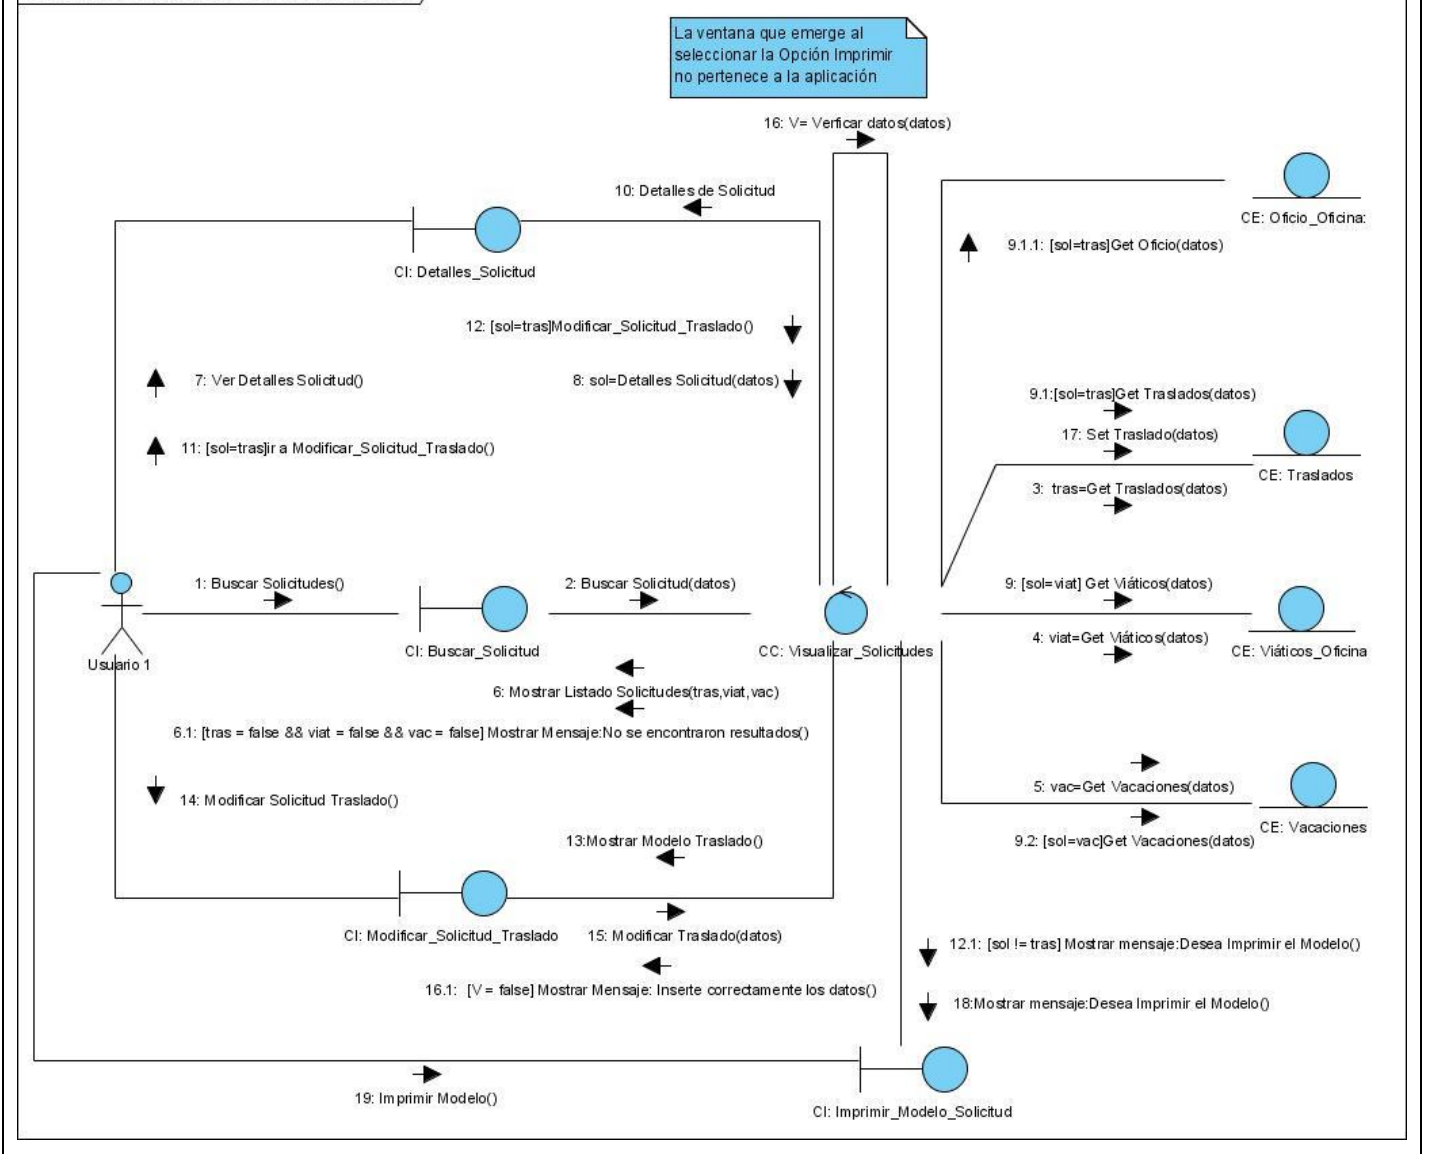 La ventana que emerge al
seleccionar la Opción Imprimir
no pertenece a la aplicación
16: V= Verficar datos(datos)
10: Detalles de Solicitud
CE: Oficio_Oficina:
9.1.1: [sol=tras]Get Oficio(datos)
CI: Detalles_Solicitud
12: [sol=tras]Modificar_Solicitud_Traslado()
7: Ver Detalles Solicitud()
8: sol=Detalles Solicitud(datos)
9.1:[sol=tras]Get Traslados(datos)
17: Set Traslado(datos)
11: [sol=tras]ir a Modificar_Solicitud_Traslado()
CE: Traslados
3: tras=Get Traslados(datos)
1: Buscar Solicitudes()
2: Buscar Solicitud(datos)
9: [sol=viat] Get Viáticos(datos)
4: viat=Get Viáticos(datos)
Usuario 1
CI: Buscar_Solicitud
CC: Visualizar_Solicitudes
CE: Viáticos_Oficina
6: Mostrar Listado Solicitudes(tras,viat,vac)
6.1: [tras = false && viat = false && vac = false] Mostrar Mensaje:No se encontraron resultados()
14: Modificar Solicitud Traslado()
5: vac=Get Vacaciones(datos)
CE: Vacaciones
13:Mostrar Modelo Traslado()
9.2: [sol=vac]Get Vacaciones(datos)
CI: Modificar_Solicitud_Traslado
15: Modificar Traslado(datos)
12.1: [sol != tras] Mostrar mensaje:Desea Imprimir el Modelo()
16.1: [V = false] Mostrar Mensaje: Inserte correctamente los datos()
18:Mostrar mensaje:Desea Imprimir el Modelo()
19: Imprimir Modelo()
CI: Imprimir_Modelo_Solicitud